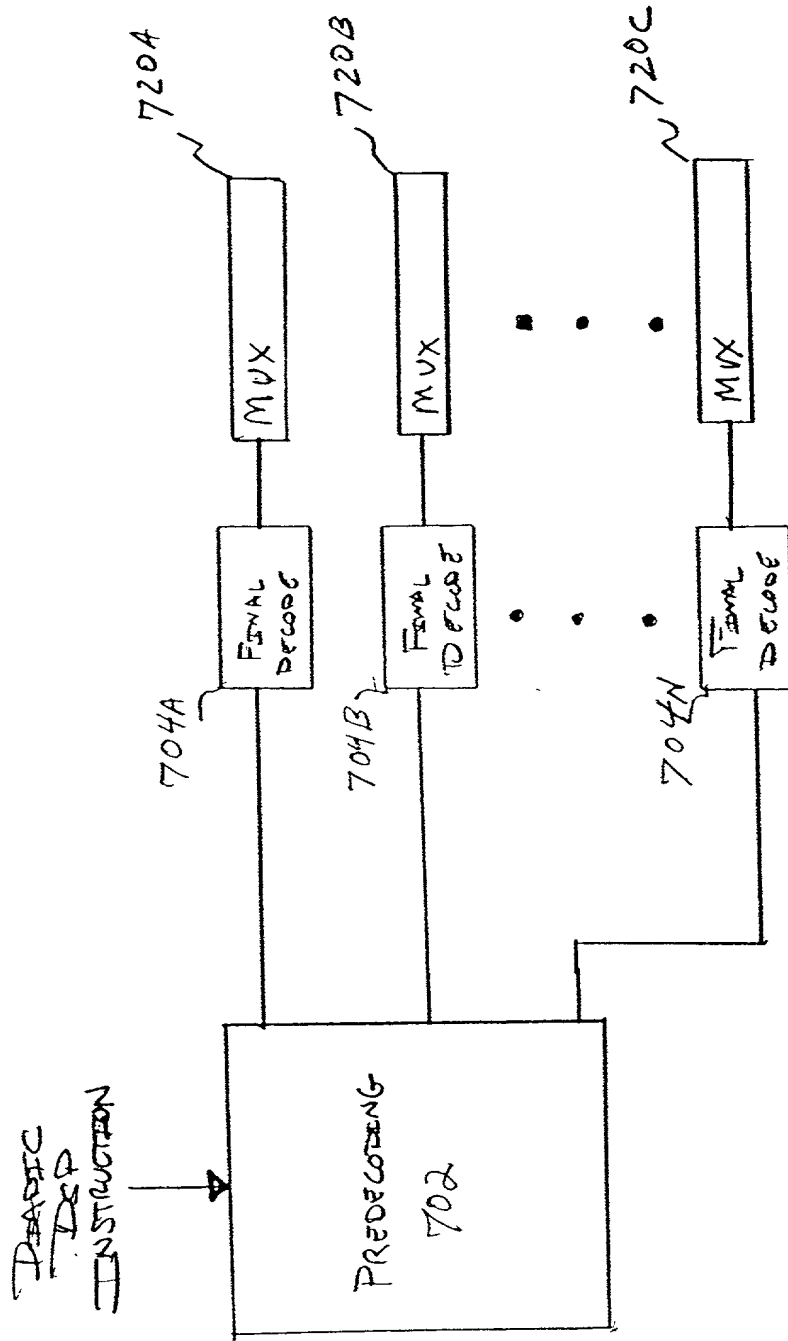 DIADIC
DSP
INSTRUCTION
PREDECODING
702
704A
FINAL
DECODE
MUX
720A
704B
FINAL
DECODE
MUX
720B
704N
FINAL
DECODE
MUX
720C